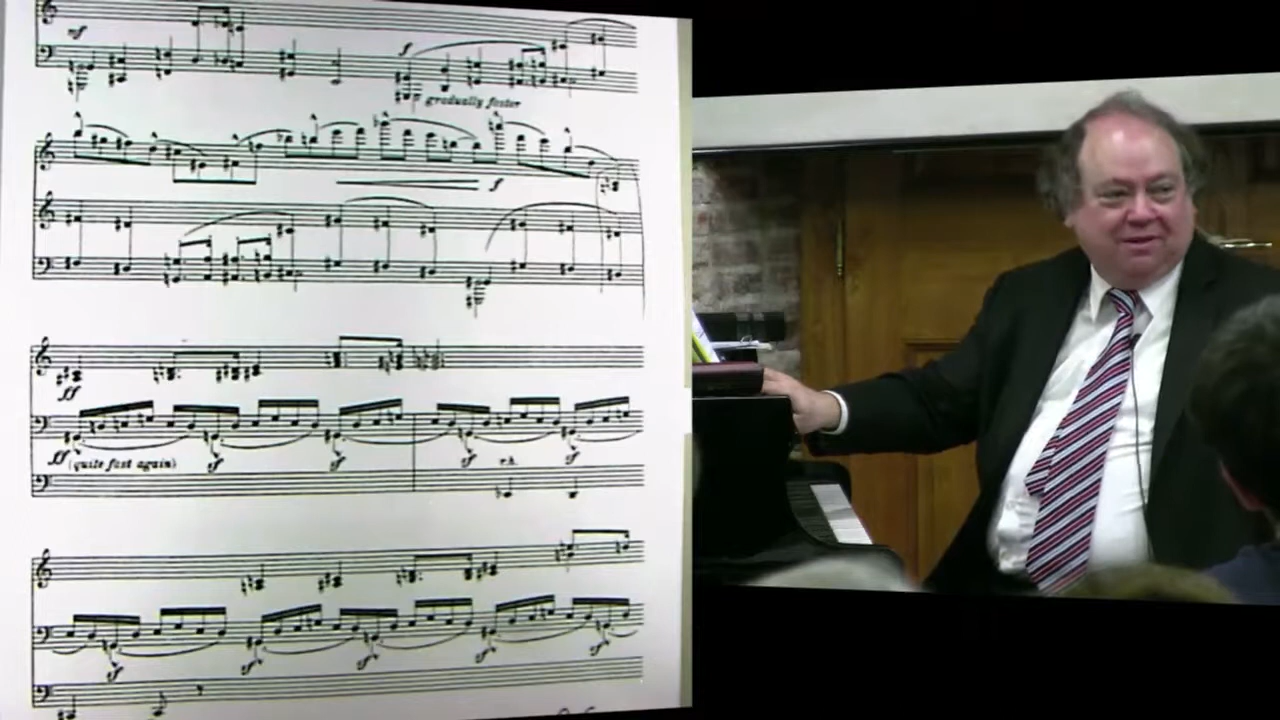 mf
f
gradually faster
f
ff
ff (quite fast again)
sf
sf
sf
r.h.
sf
sf
sf
sf
sf
sf